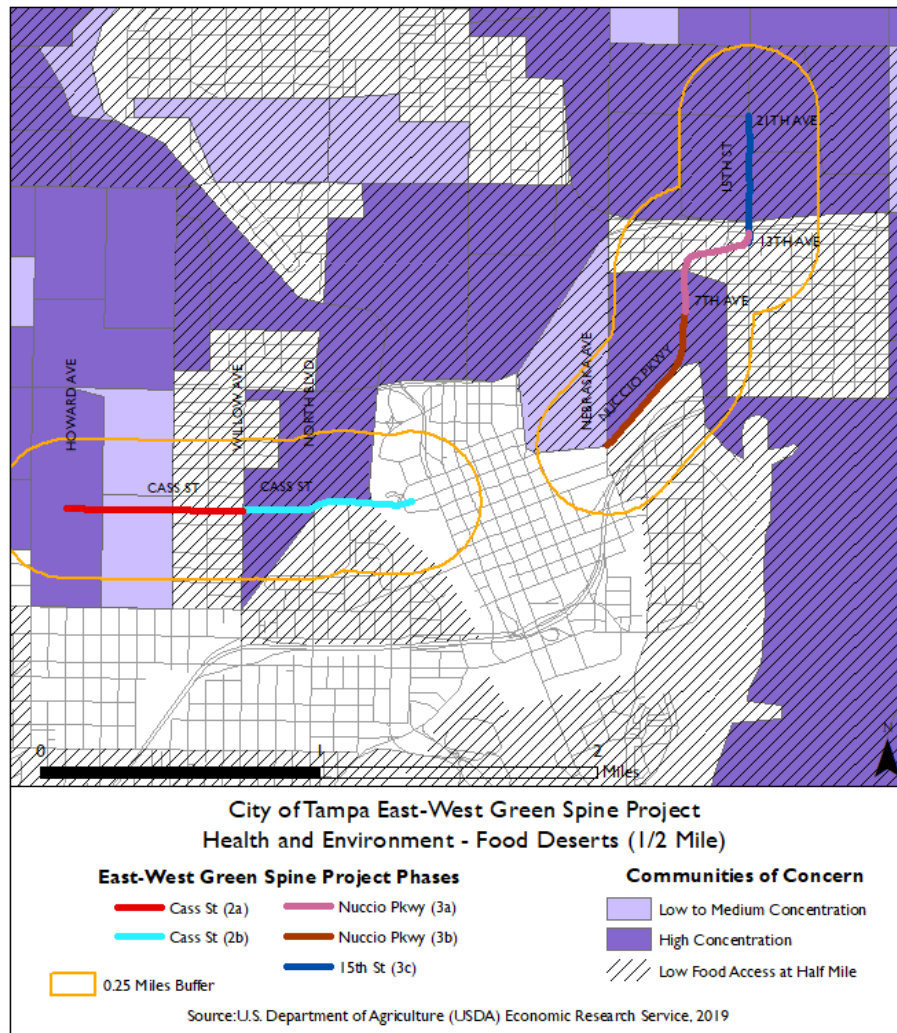 21TH AVE
15TH ST
13TH AVE
7TH AVE
NEBRASKA AVE
NUCCIO PKWY
HOWARD AVE
WILLOW AVE
NORTH BLVD
CASS ST
CASS ST
N
0 1 2
Miles
City of Tampa East-West Green Spine Project
Health and Environment - Food Deserts (1/2 Mile)
East-West Green Spine Project Phases
Cass St (2a)
Cass St (2b)
Nuccio Pkwy (3a)
Nuccio Pkwy (3b)
15th St (3c)
0.25 Miles Buffer
Communities of Concern
Low to Medium Concentration
High Concentration
Low Food Access at Half Mile
Source: U.S. Department of Agriculture (USDA) Economic Research Service, 2019